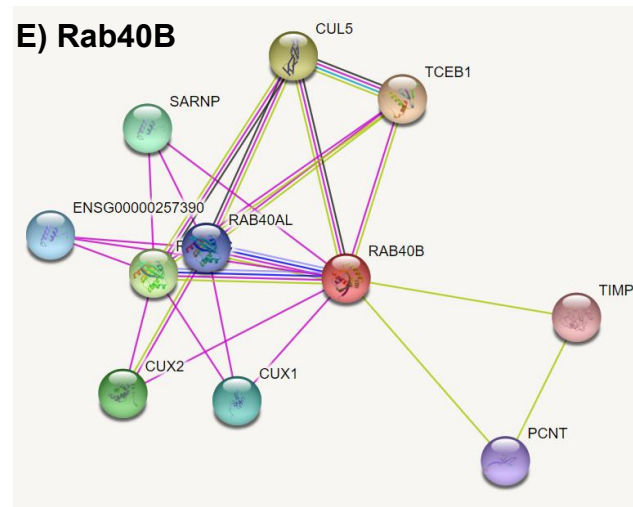 E) Rab40B
CUL5
TCEB1
SARNP
ENSG00000257390
RAB40AL
RAB40B
TIMP
CUX2
CUX1
PCNT